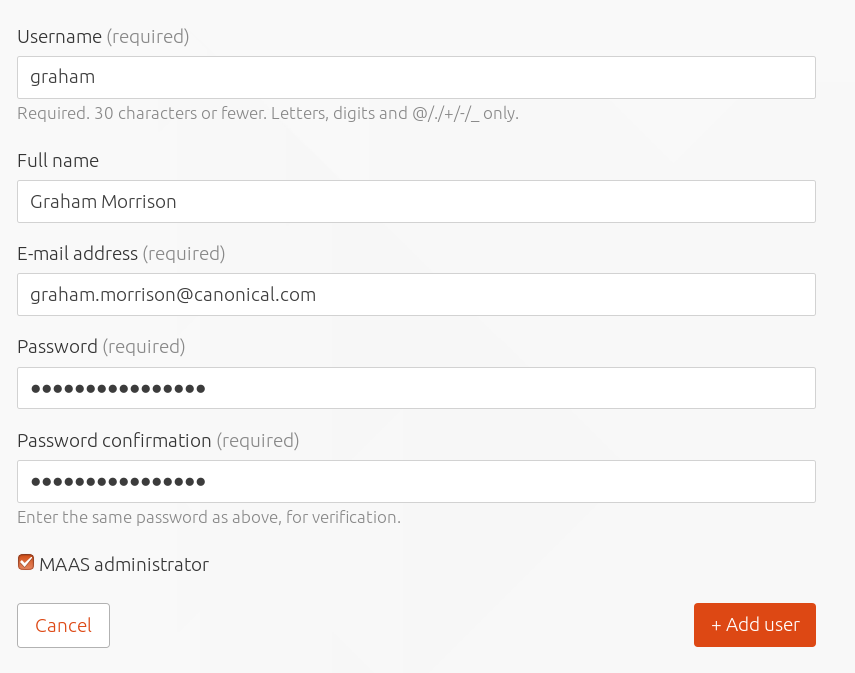 Username (required)
graham
Required. 30 characters or fewer. Letters, digits and @/./+/-/_ only.
Full name
Graham Morrison
E-mail address (required)
graham.morrison@canonical.com
Password (required)
●●●●●●●●●●●●●●●●
Password confirmation (required)
●●●●●●●●●●●●●●●●
Enter the same password as above, for verification.
MAAS administrator
Cancel
+ Add user